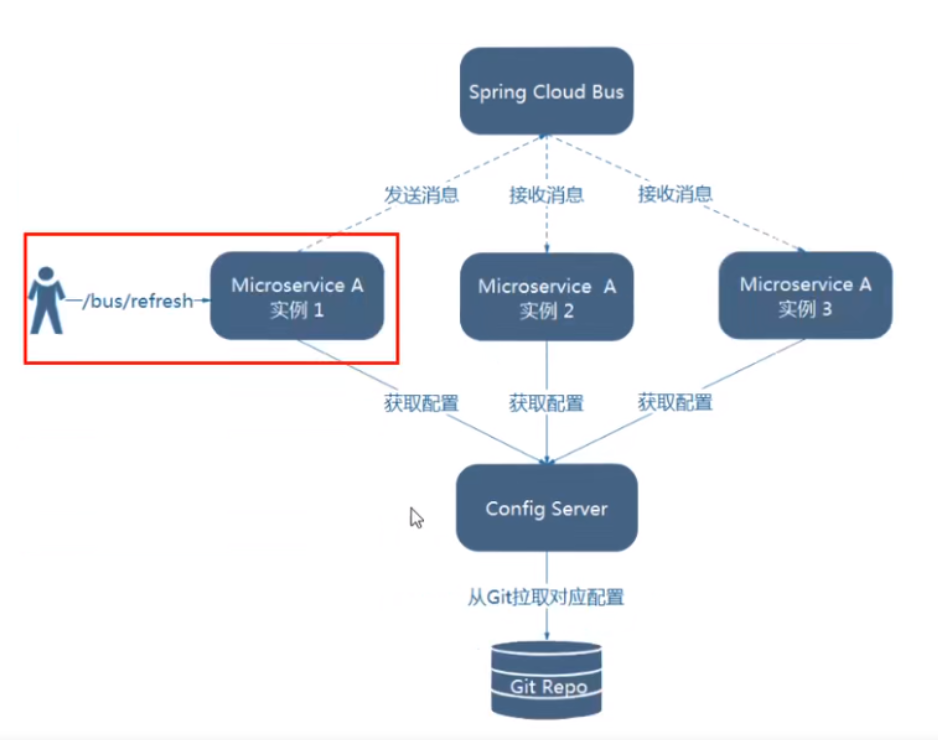 Spring Cloud Bus
发送消息
接收消息
接收消息
/bus/refresh
Microservice A
实例 1
Microservice A
实例 2
Microservice A
实例 3
获取配置
获取配置
获取配置
Config Server
从Git拉取对应配置
Git Repo